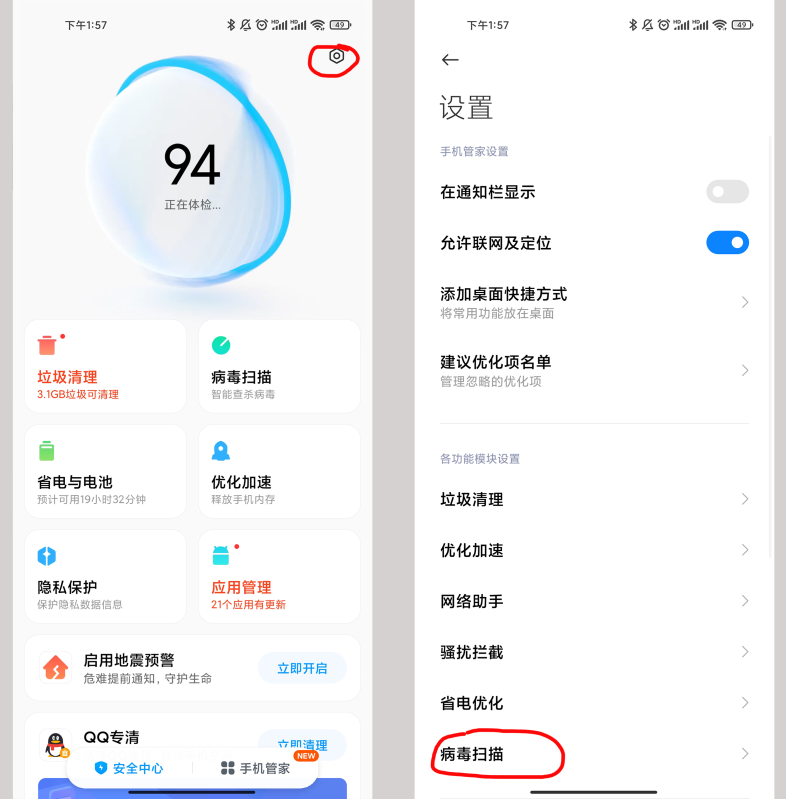 下午1:57
HD
HD
49
94
正在体检...
垃圾清理
3.1GB垃圾可清理
病毒扫描
智能查杀病毒
省电与电池
预计可用19小时32分钟
优化加速
释放手机内存
隐私保护
保护隐私数据信息
应用管理
21个应用有更新
启用地震预警
危难提前通知，守护生命
立即开启
QQ专清
立即清理
安全中心
手机管家
NEW
下午1:57
HD
HD
49
设置
手机管家设置
在通知栏显示
允许联网及定位
添加桌面快捷方式
将常用功能放在桌面
建议优化项名单
管理忽略的优化项
各功能模块设置
垃圾清理
优化加速
网络助手
骚扰拦截
省电优化
病毒扫描